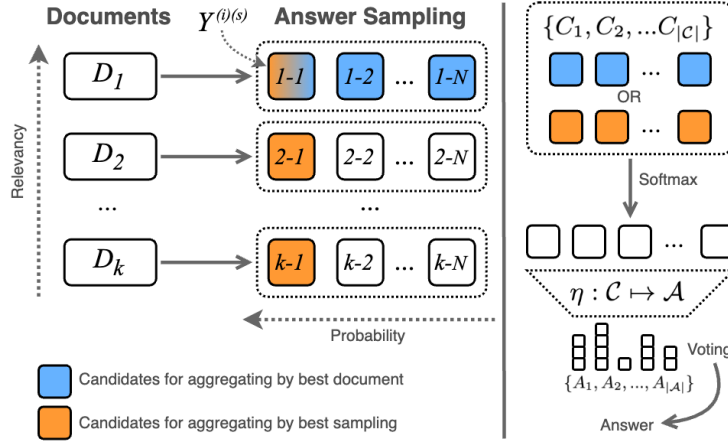 Documents
Answer Sampling
Y^{(i)(s)}
Relevancy
D_1
1-1 1-2 ... 1-N
D_2
2-1 2-2 ... 2-N
...
...
D_k
k-1 k-2 ... k-N
Probability
Candidates for aggregating by best document
Candidates for aggregating by best sampling
{C_1, C_2, ...C_{|𝒞|}}
...
OR
...
Softmax
...
η : 𝒞 ↦ 𝒜
Voting
{A_1, A_2, ..., A_{|𝒜|}}
Answer